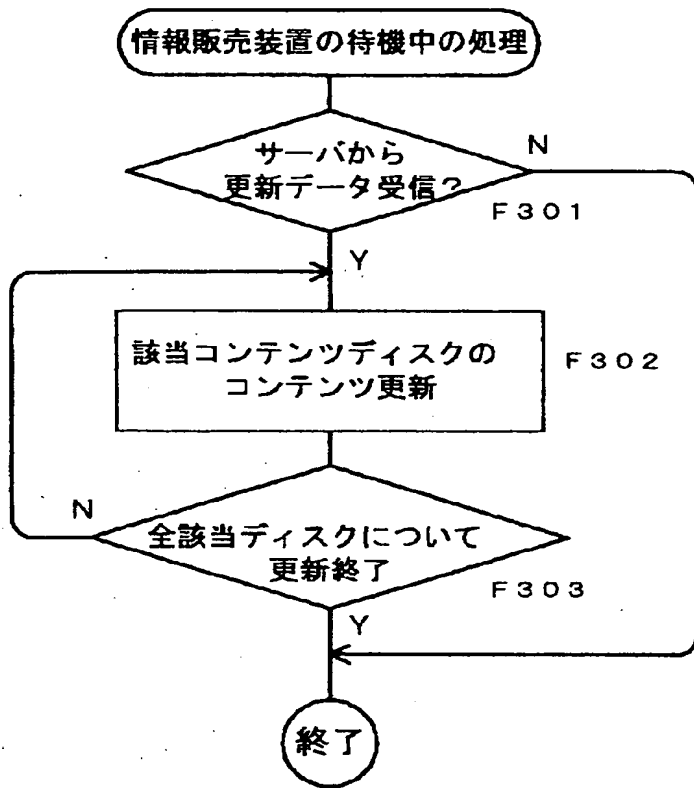 情報販売装置の待機中の処理
サーバから
更新データ受信?
N
F301
Y
該当コンテンツディスクの
コンテンツ更新
F302
N
全該当ディスクについて
更新終了
F303
Y
終了